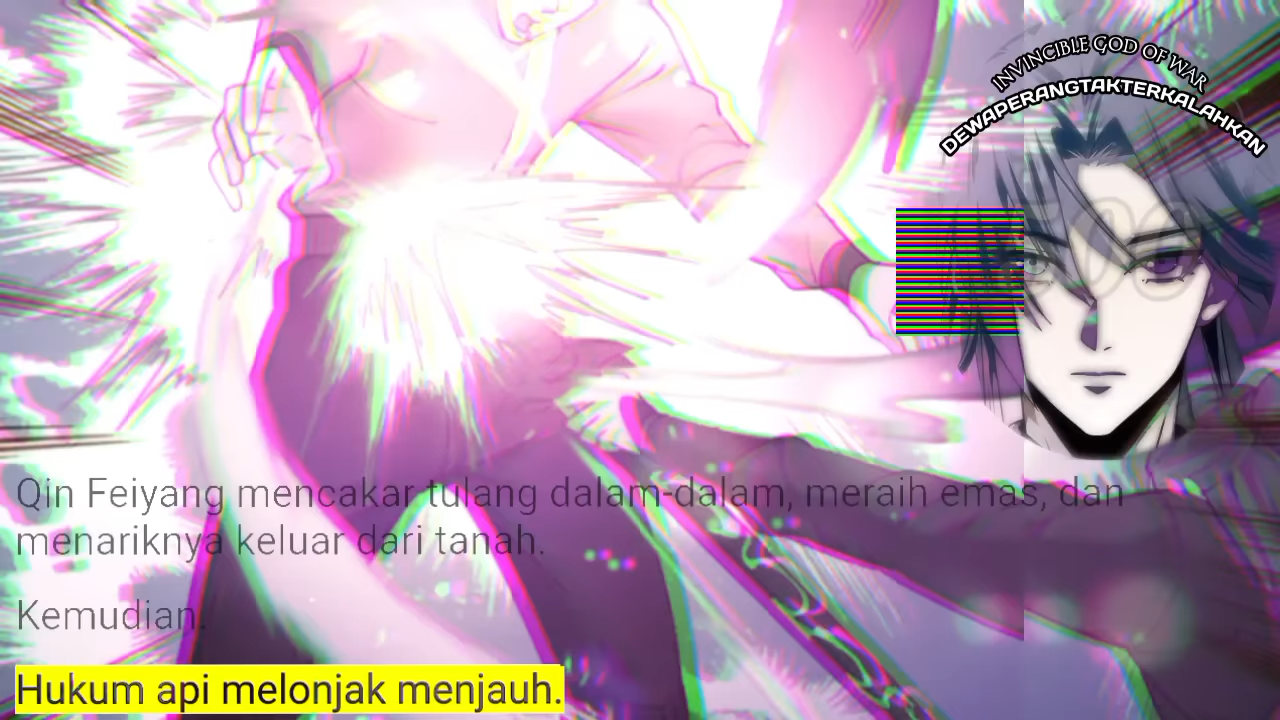 INVINCIBLE GOD OF WAR
DEWAPERANGTAKTERKALAHKAN
Qin Feiyang mencakar tulang dalam-dalam, meraih emas, dan
menariknya keluar dari tanah.
Kemudian.
Hukum api melonjak menjauh.